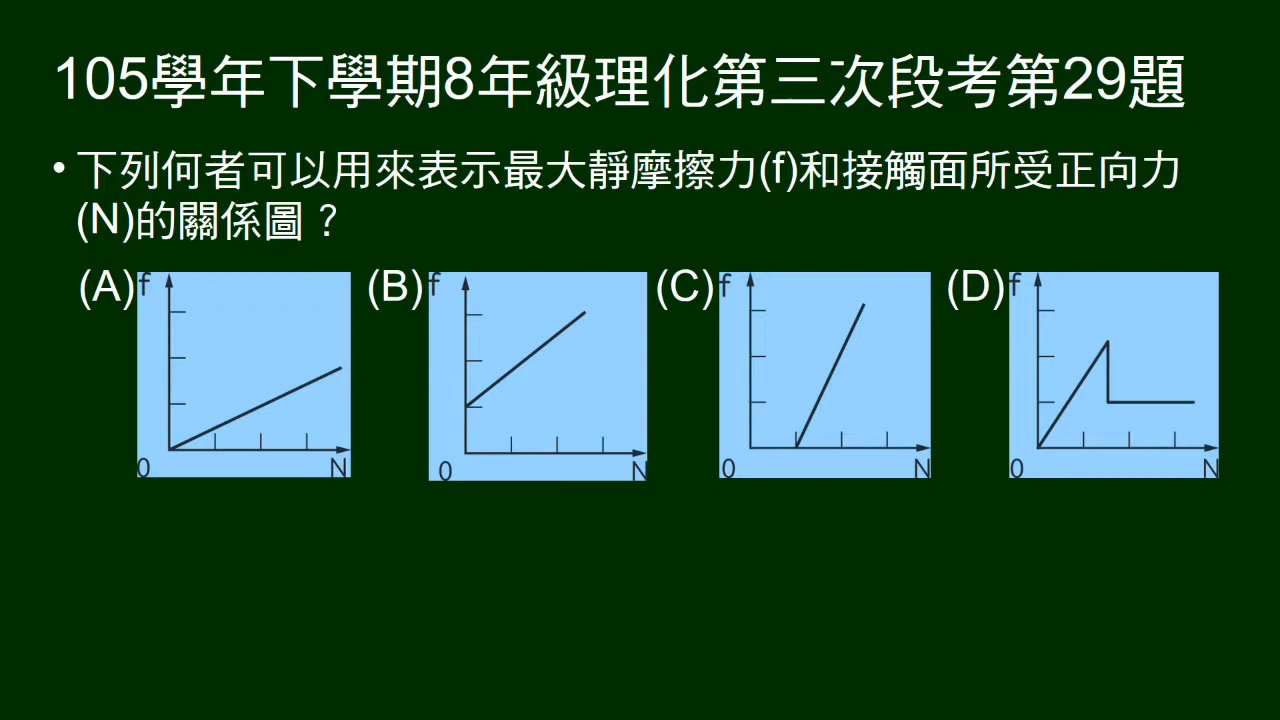 105學年下學期8年級理化第三次段考第29題
• 下列何者可以用來表示最大靜摩擦力(f)和接觸面所受正向力
(N)的關係圖？
(A) f 0 N
(B) f 0 N
(C) f 0 N
(D) f 0 N